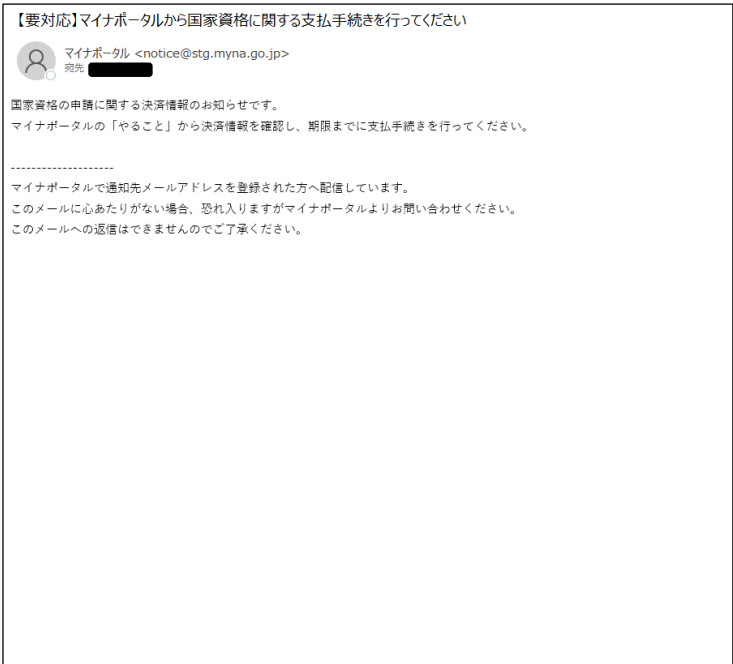 【要対応】マイナポータルから国家資格に関する支払手続きを行ってください
マイナポータル <notice@stg.myna.go.jp>
宛先
国家資格の申請に関する決済情報のお知らせです。
マイナポータルの「やること」から決済情報を確認し、期限までに支払手続きを行ってください。
--------------------
マイナポータルで通知先メールアドレスを登録された方へ配信しています。
このメールに心あたりがない場合、恐れ入りますがマイナポータルよりお問い合わせください。
このメールへの返信はできませんのでご了承ください。